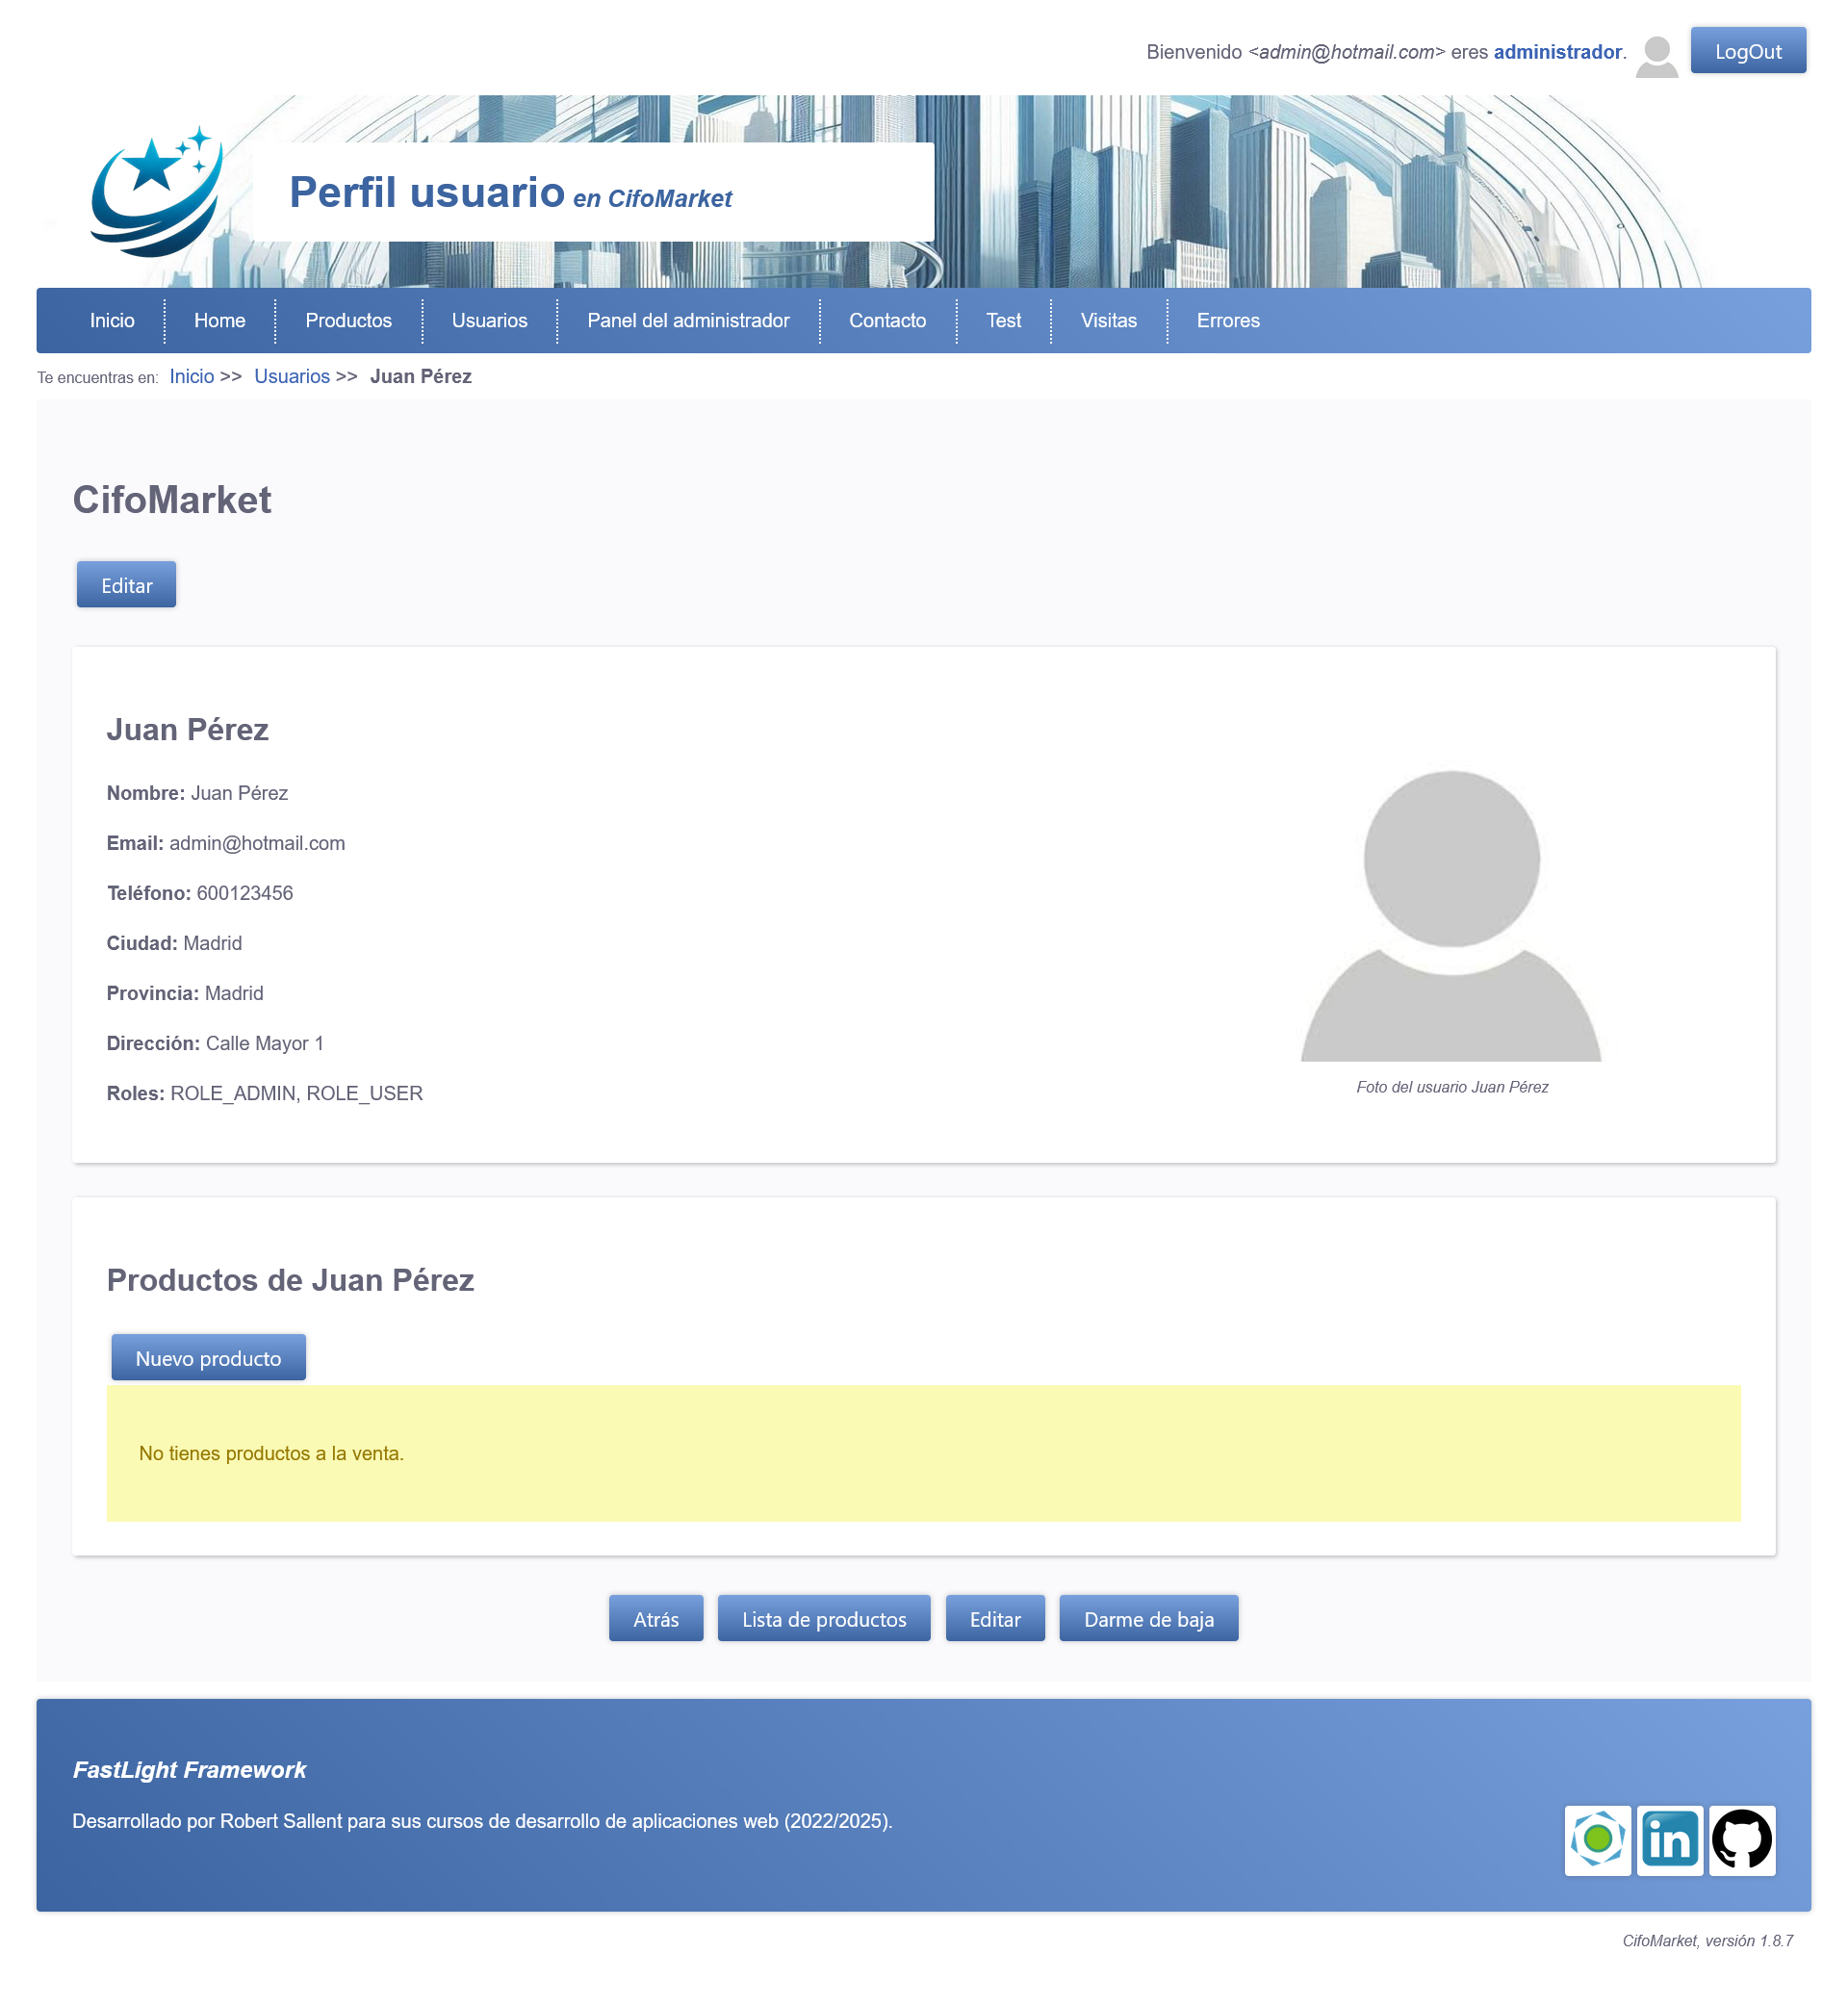 Bienvenido <admin@hotmail.com> eres administrador.
LogOut
Perfil usuario en CifoMarket
Inicio
Home
Productos
Usuarios
Panel del administrador
Contacto
Test
Visitas
Errores
Te encuentras en: Inicio >> Usuarios >> Juan Pérez
CifoMarket
Editar
Juan Pérez
Nombre: Juan Pérez
Email: admin@hotmail.com
Teléfono: 600123456
Ciudad: Madrid
Provincia: Madrid
Dirección: Calle Mayor 1
Roles: ROLE_ADMIN, ROLE_USER
Foto del usuario Juan Pérez
Productos de Juan Pérez
Nuevo producto
No tienes productos a la venta.
Atrás
Lista de productos
Editar
Darme de baja
FastLight Framework
Desarrollado por Robert Sallent para sus cursos de desarrollo de aplicaciones web (2022/2025).
in
CifoMarket, versión 1.8.7